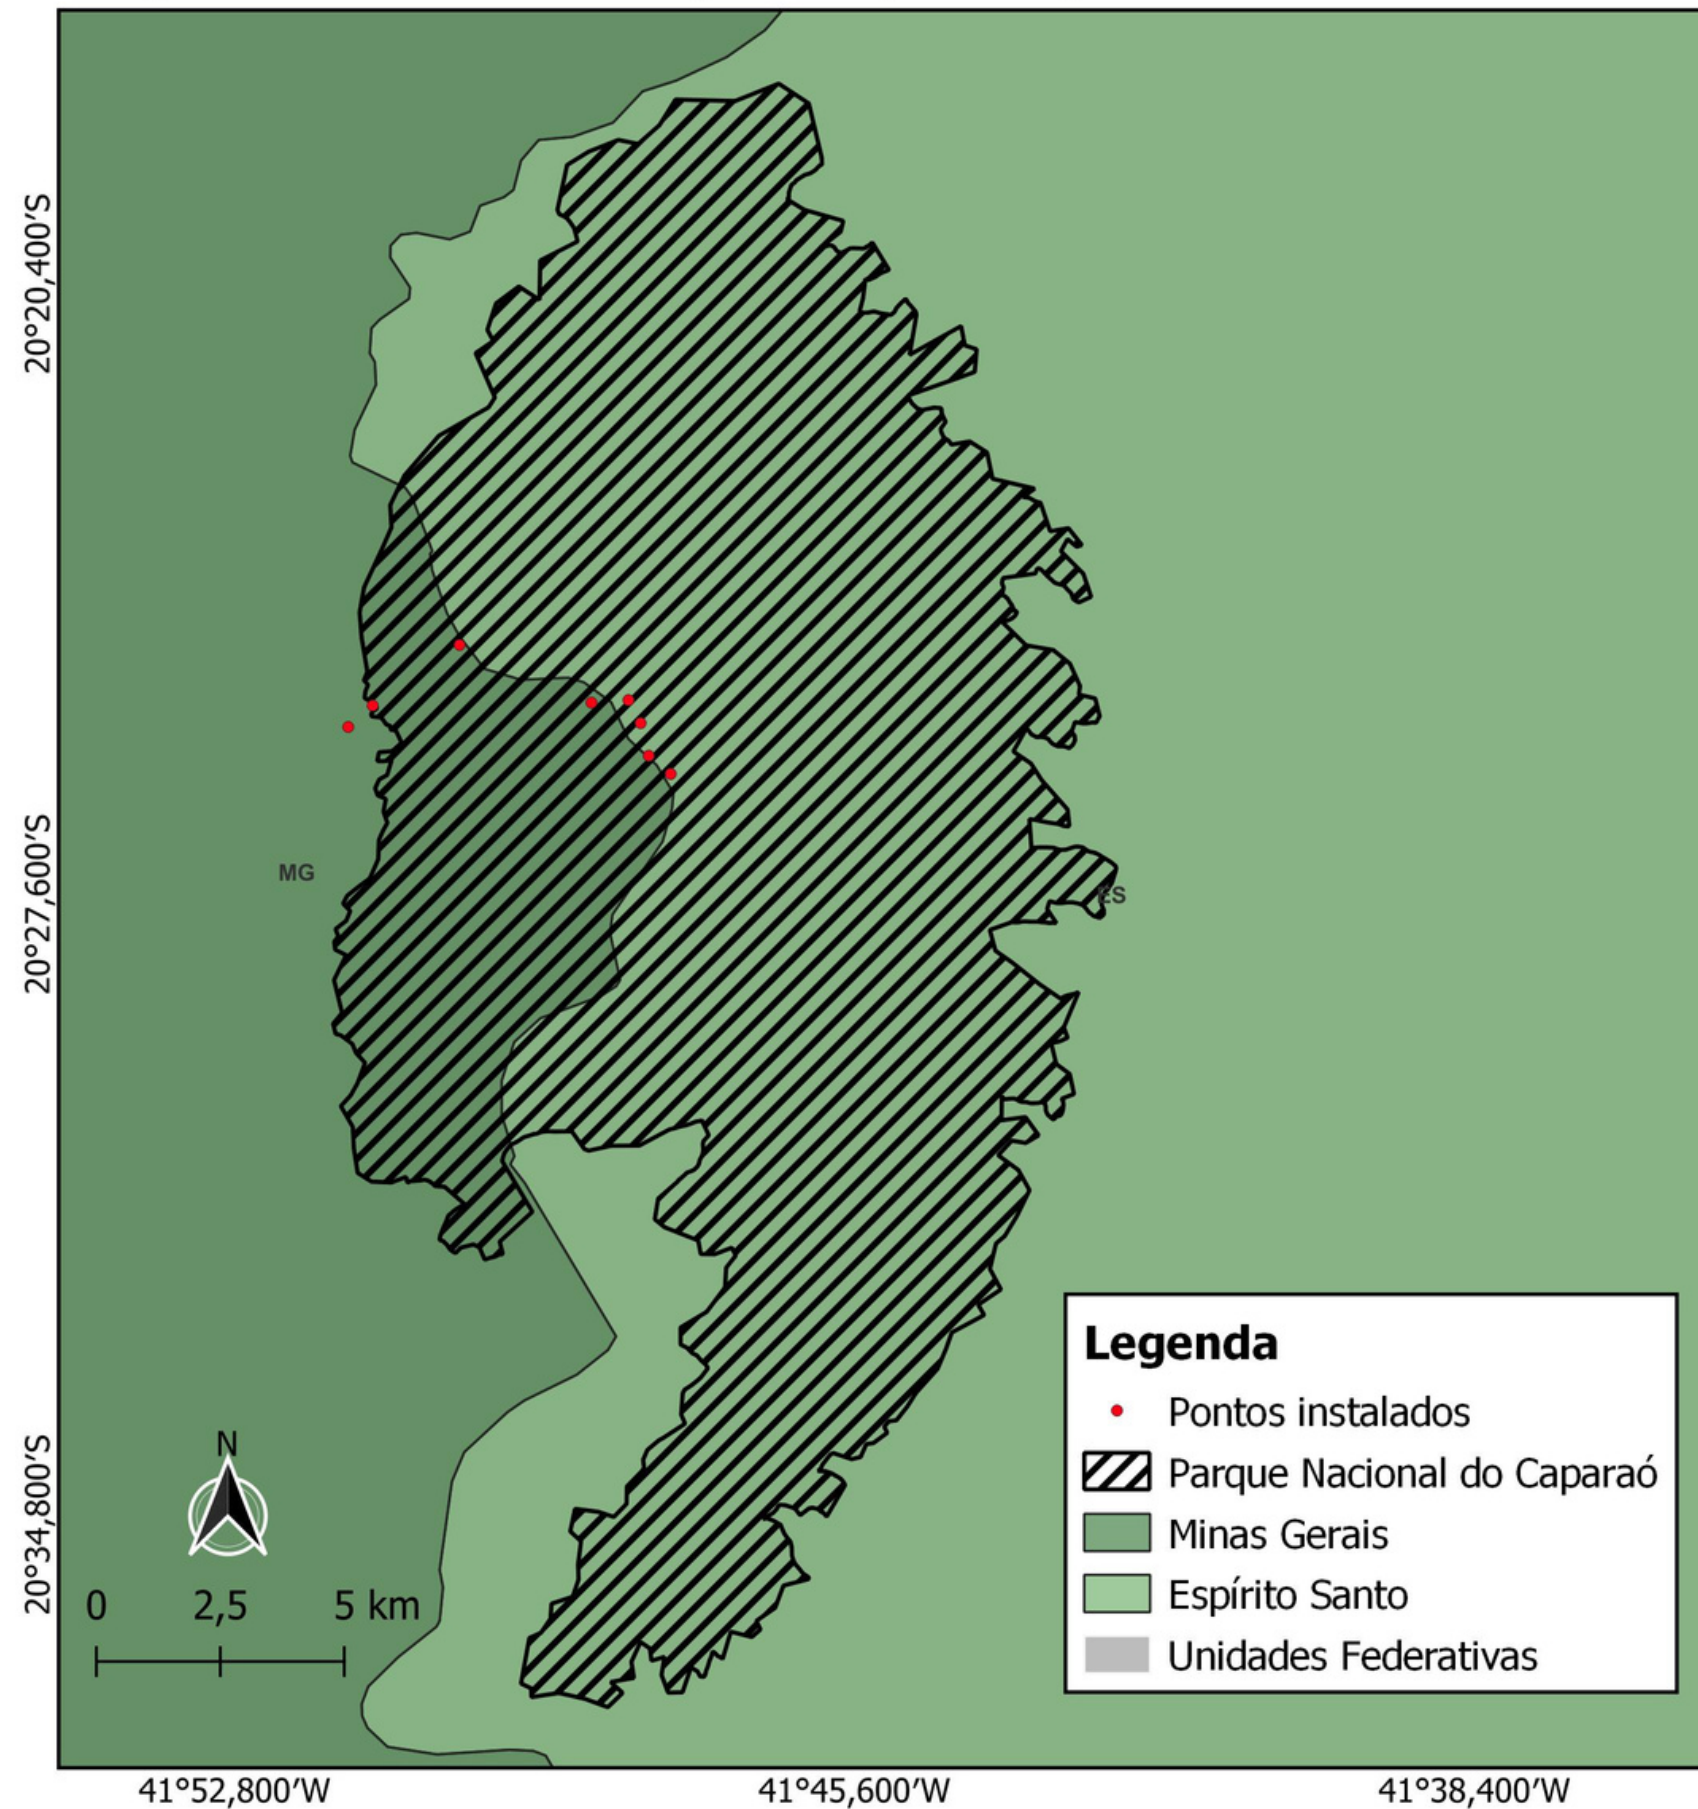 20°20,400'S
20°27,600'S
20°34,800'S
MG
ES
N
0 2,5 5 km
Legenda
Pontos instalados
Parque Nacional do Caparaó
Minas Gerais
Espírito Santo
Unidades Federativas
41°52,800'W 41°45,600'W 41°38,400'W